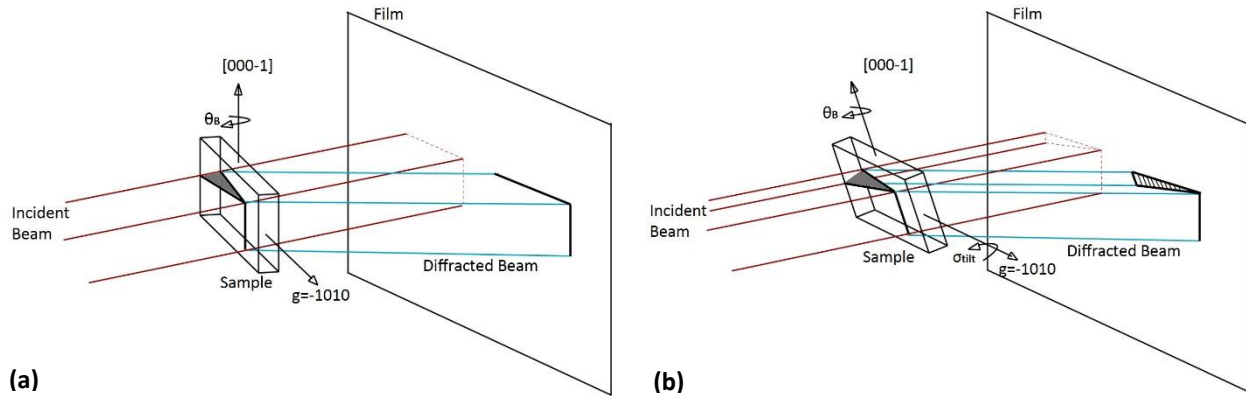 Film
[000-1]
θB
Incident
Beam
Sample
g=-1010
Diffracted Beam
(a)
Film
[000-1]
θB
Incident
Beam
Sample
σtilt
g=-1010
Diffracted Beam
(b)